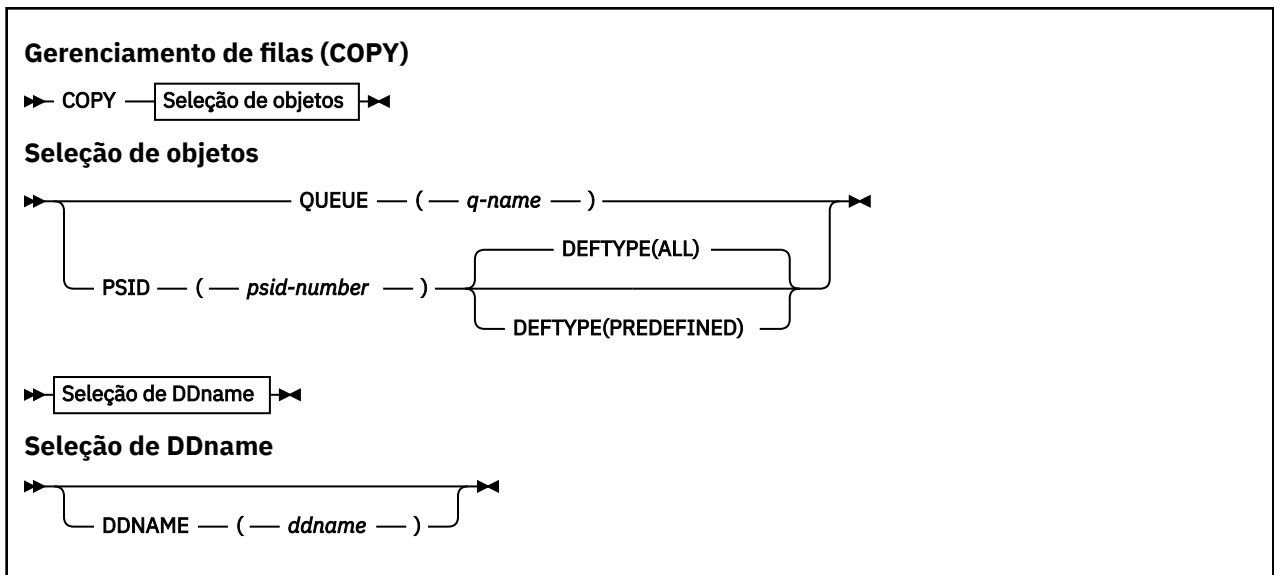 Gerenciamento de filas (COPY)
COPY Seleção de objetos
Seleção de objetos
QUEUE ( q-name )
DEFTYPE(ALL)
PSID ( psid-number )
DEFTYPE(PREDEFINED)
Seleção de DDname
Seleção de DDname
DDNAME ( ddname )